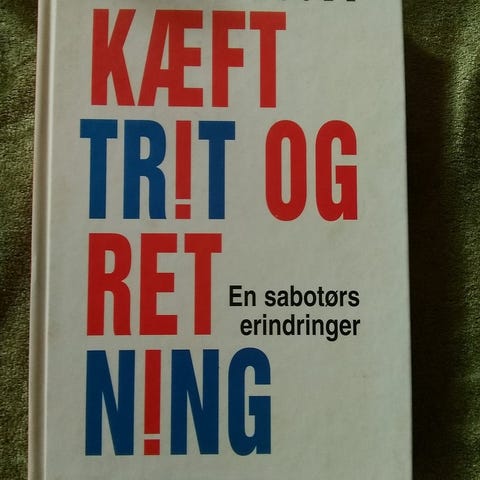 KÆFT
TR!T OG
RET
N!NG
En sabotørs
erindringer